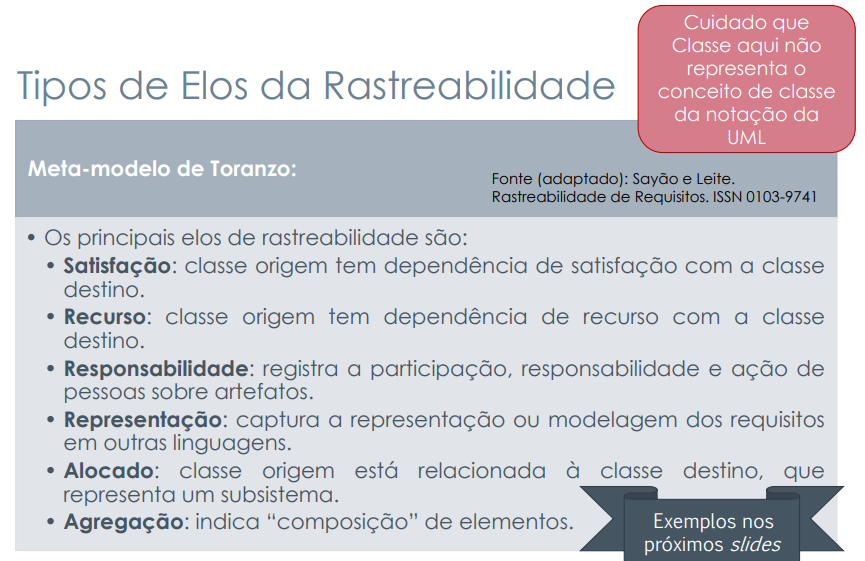 Cuidado que
Classe aqui não
representa o
conceito de classe
da notação da
UML
Tipos de Elos da Rastreabilidade
Meta-modelo de Toranzo:
Fonte (adaptado): Sayão e Leite.
Rastreabilidade de Requisitos. ISSN 0103-9741
• Os principais elos de rastreabilidade são:
• Satisfação: classe origem tem dependência de satisfação com a classe
destino.
• Recurso: classe origem tem dependência de recurso com a classe
destino.
• Responsabilidade: registra a participação, responsabilidade e ação de
pessoas sobre artefatos.
• Representação: captura a representação ou modelagem dos requisitos
em outras linguagens.
• Alocado: classe origem está relacionada à classe destino, que
representa um subsistema.
• Agregação: indica “composição” de elementos.
Exemplos nos
próximos slides